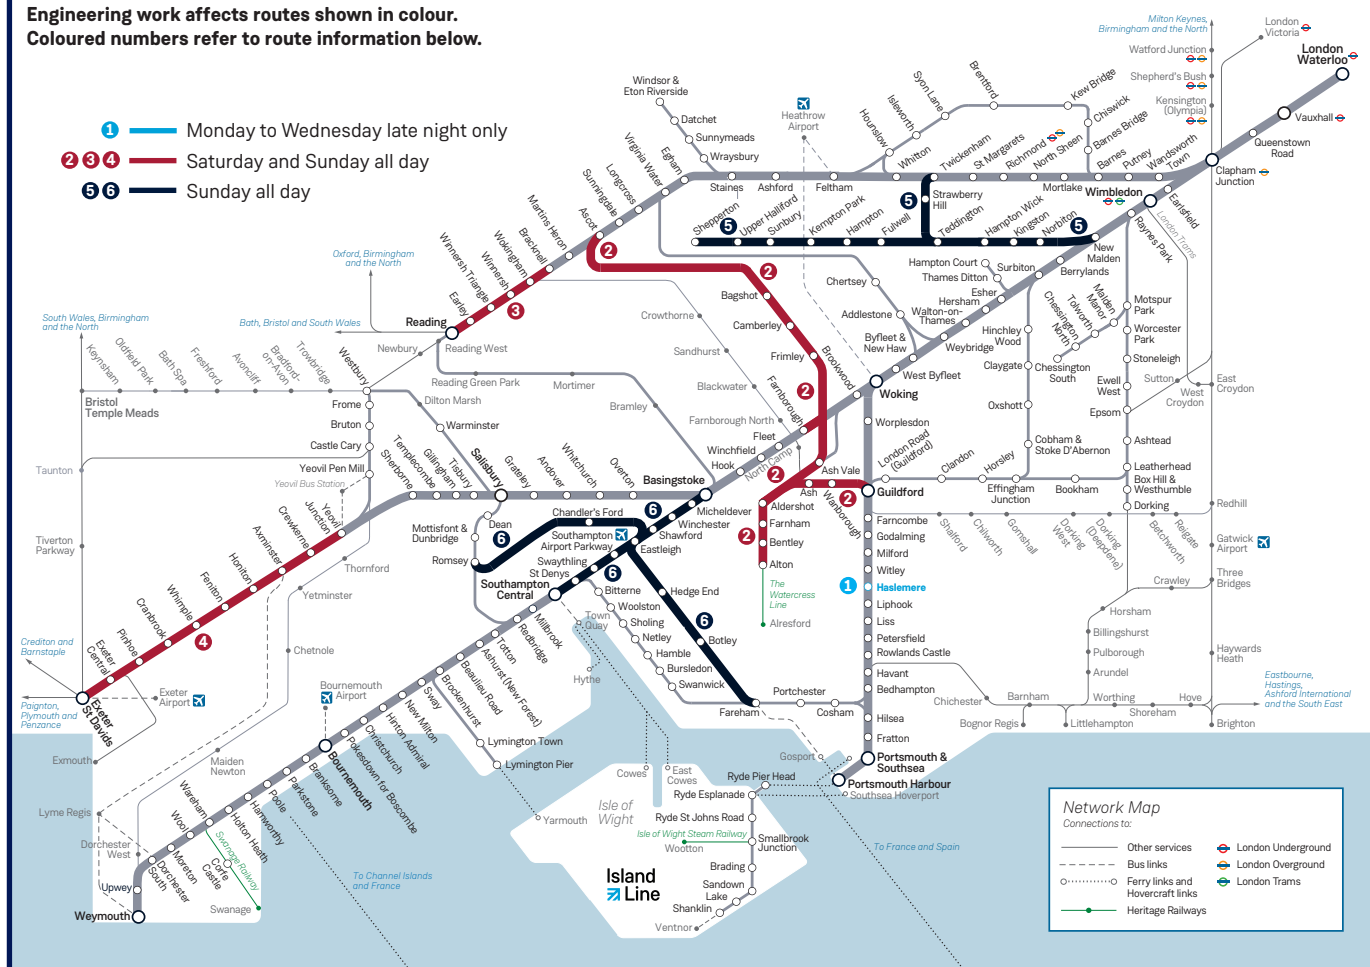 Engineering work affects routes shown in colour.
Coloured numbers refer to route information below.
1 Monday to Wednesday late night only
2 3 4 Saturday and Sunday all day
5 6 Sunday all day
Milton Keynes,
Birmingham and the North
London
Victoria
Watford Junction
Shepherd's Bush
Kensington
(Olympia)
London
Waterloo
Vauxhall
Queenstown
Road
Clapham
Junction
Windsor &
Eton Riverside
Datchet
Sunnymeads
Wraysbury
Heathrow
Airport
Hounslow
Isleworth
Syon Lane
Brentford
Kew Bridge
Chiswick
Barnes Bridge
Whitton
Twickenham
St Margarets
Richmond
North Sheen
Mortlake
Barnes
Putney
Wandsworth
Town
Wimbledon
Earlsfield
London Trams
Raynes Park
Staines
Ashford
Feltham
Strawberry
Hill
5
Shepperton
5
Upper Halliford
Sunbury
Kempton Park
Hampton
Fulwell
Teddington
Hampton Wick
Kingston
Norbiton
5
New
Malden
Berrylands
Surbiton
Hampton Court
Thames Ditton
Esher
Hersham
Walton-on-
Thames
Weybridge
Chertsey
Addlestone
Byfleet &
New Haw
West Byfleet
Woking
Egham
Virginia Water
Longcross
Sunningdale
Ascot
Martins Heron
Bracknell
Wokingham
Winnersh
Winnersh Triangle
Earley
3
2
2
Reading
Reading West
Oxford, Birmingham
and the North
Bath, Bristol and South Wales
South Wales, Birmingham
and the North
Keynsham
Oldfield Park
Bath Spa
Freshford
Avoncliff
Bradford-
on-Avon
Trowbridge
Westbury
Newbury
Bristol
Temple Meads
Reading Green Park
Mortimer
Bramley
Crowthorne
Sandhurst
Blackwater
Farnborough North
North Camp
Bagshot
Camberley
Frimley
2
Brookwood
Farnborough
Fleet
Winchfield
Hook
Basingstoke
Ash Vale
2
Ash
Wanborough
2
Aldershot
Farnham
Bentley
Alton
2
The
Watercress
Line
Alresford
Worplesdon
London Road
(Guildford)
Guildford
Clandon
Horsley
Effingham
Junction
Bookham
Cobham &
Stoke D'Abernon
Oxshott
Claygate
Hinchley
Wood
Chessington
North
Tolworth
Malden
Manor
Chessington
South
Motspur
Park
Worcester
Park
Stoneleigh
Ewell
West
Epsom
Ashtead
Leatherhead
Box Hill &
Westhumble
Dorking
Sutton
West
Croydon
East
Croydon
Redhill
Gatwick
Airport
Three
Bridges
Crawley
Horsham
Billingshurst
Pulborough
Arundel
Haywards
Heath
Shalford
Chilworth
Gomshall
Dorking
West
Dorking
(Deepdene)
Betchworth
Reigate
Farncombe
Godalming
Milford
Witley
1
Haslemere
Liphook
Liss
Petersfield
Rowlands Castle
Havant
Bedhampton
Hilsea
Fratton
Portsmouth &
Southsea
Portsmouth Harbour
Southsea Hoverport
Gosport
Chichester
Barnham
Bognor Regis
Littlehampton
Worthing
Shoreham
Hove
Brighton
Eastbourne,
Hastings,
Ashford International
and the South East
Frome
Bruton
Castle Cary
Yeovil Pen Mill
Yeovil Bus Station
Dilton Marsh
Warminster
Salisbury
Sherborne
Templecombe
Gillingham
Tisbury
Grateley
Andover
Whitchurch
Overton
Micheldever
Winchester
Shawford
6
Chandler's Ford
6
Southampton
Airport Parkway
Eastleigh
Swaythling
St Denys
6
Southampton
Central
Mottisford &
Dunbridge
Dean
Romsey
Hedge End
6
Botley
Fareham
Portchester
Cosham
Bitterne
Woolston
Sholing
Netley
Hamble
Bursledon
Swanwick
Town
Quay
Hythe
Millbrook
Redbridge
Totton
Ashurst (New Forest)
Beaulieu Road
Brockenhurst
Sway
New Milton
Hinton Admiral
Christchurch
Pokesdown for Boscombe
Bournemouth
Branksome
Parkstone
Poole
Hamworthy
Holton Heath
Wareham
Wool
Moreton
Dorchester
South
Dorchester
West
Upwey
Weymouth
Lymington Town
Lymington Pier
Yarmouth
Bournemouth
Airport
Taunton
Tiverton
Parkway
Yeovil
Junction
Crewkerne
Axminster
Honiton
Feniton
Whimple
Cranbrook
Pinhoe
Exeter
Central
4
Exeter
St Davids
Exeter
Airport
Exmouth
Crediton and
Barnstaple
Paignton,
Plymouth and
Penzance
Thornford
Yetminster
Chetnole
Maiden
Newton
Lyme Regis
Swanage Railway
Corfe
Castle
Swanage
To Channel Islands
and France
Cowes
East
Cowes
Isle of
Wight
Ryde Pier Head
Ryde Esplanade
Ryde St Johns Road
Isle of Wight Steam Railway
Wootton
Smallbrook
Junction
Brading
Sandown
Lake
Shanklin
Ventnor
Island
Line
To France and Spain
Network Map
Connections to:
Other services
Bus links
Ferry links and
Hovercraft links
Heritage Railways
London Underground
London Overground
London Trams